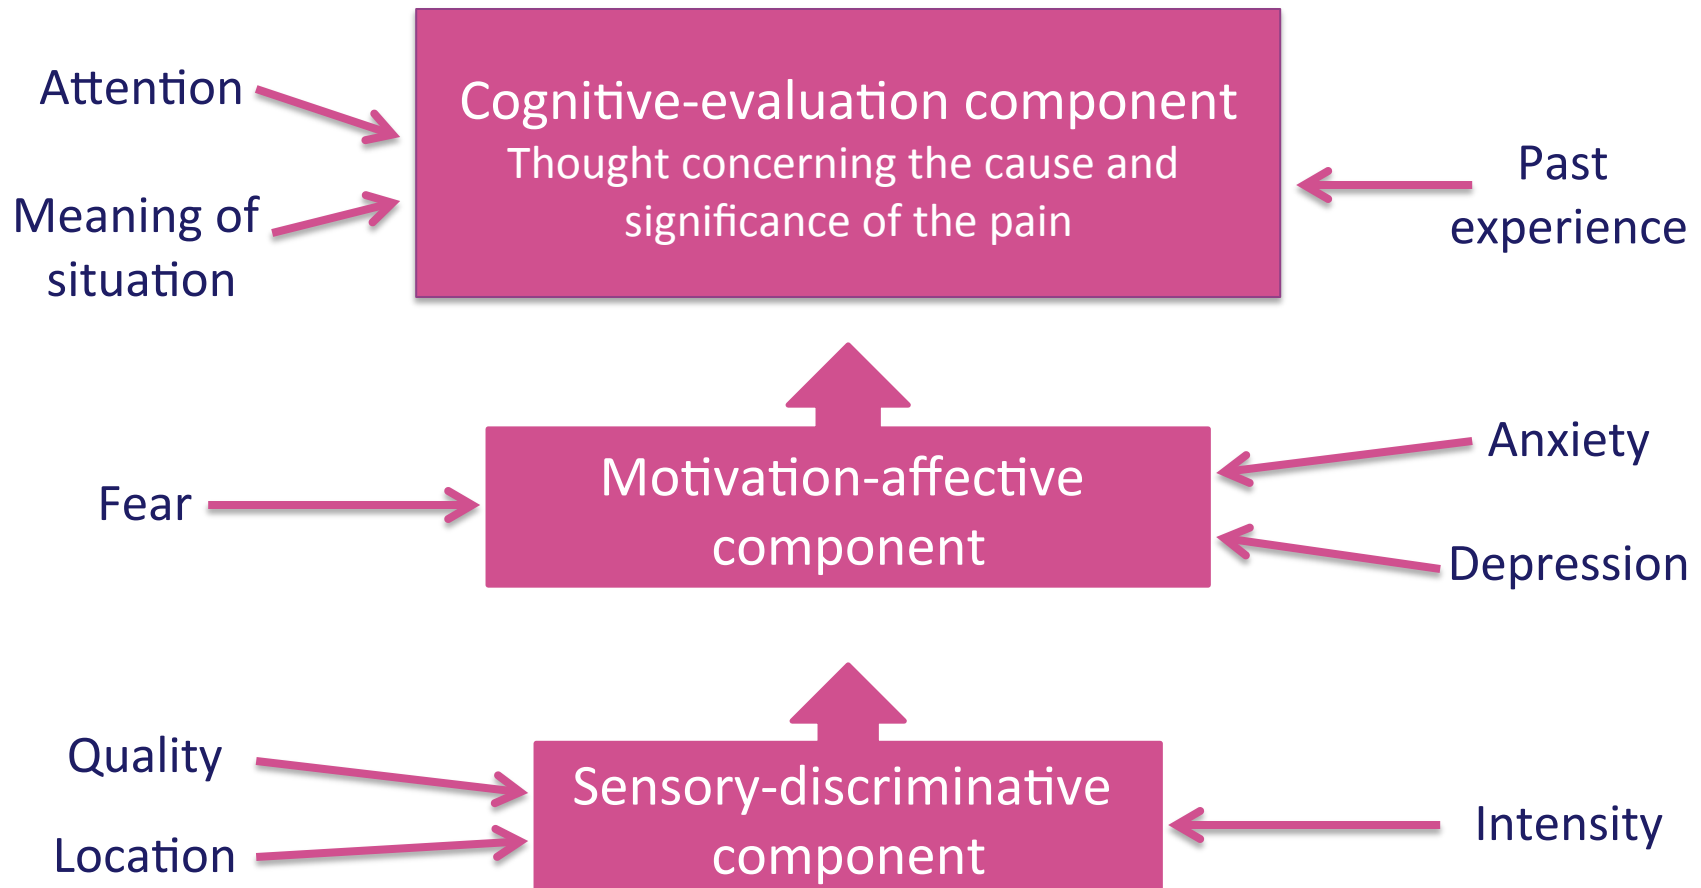 Attention
Cognitive-evaluation component
Thought concerning the cause and
significance of the pain
Meaning of
situation
Past
experience
Motivation-affective
component
Fear
Anxiety
Depression
Quality
Location
Sensory-discriminative
component
Intensity